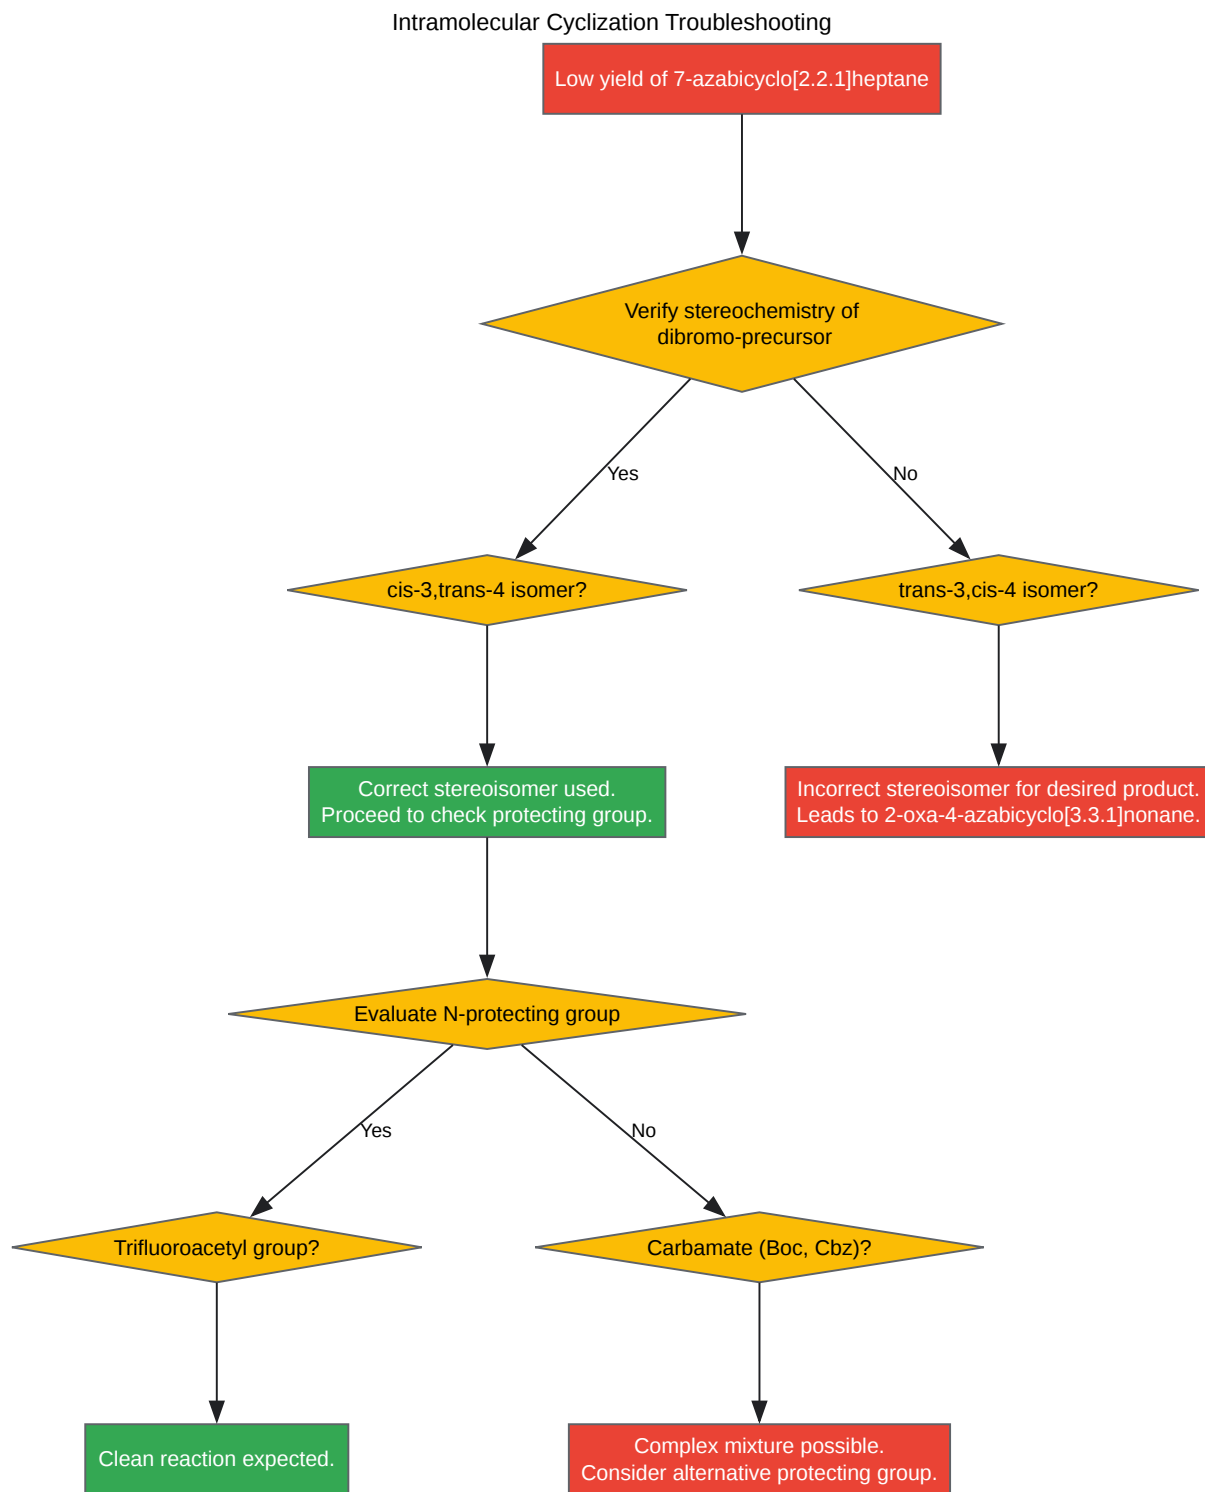 Intramolecular Cyclization Troubleshooting
Low yield of 7-azabicyclo[2.2.1]heptane
Verify stereochemistry of
dibromo-precursor
Yes
No
cis-3,trans-4 isomer?
trans-3,cis-4 isomer?
Correct stereoisomer used.
Proceed to check protecting group.
Incorrect stereoisomer for desired product.
Leads to 2-oxa-4-azabicyclo[3.3.1]nonane.
Evaluate N-protecting group
Yes
No
Trifluoroacetyl group?
Carbamate (Boc, Cbz)?
Clean reaction expected.
Complex mixture possible.
Consider alternative protecting group.